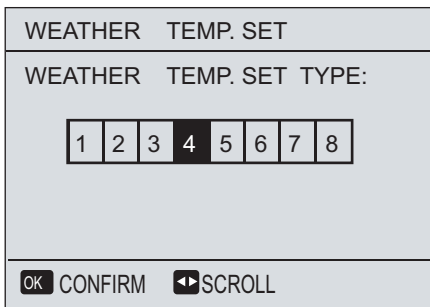 WEATHER TEMP. SET
WEATHER TEMP. SET TYPE:
1 2 3 4 5 6 7 8
OK CONFIRM SCROLL